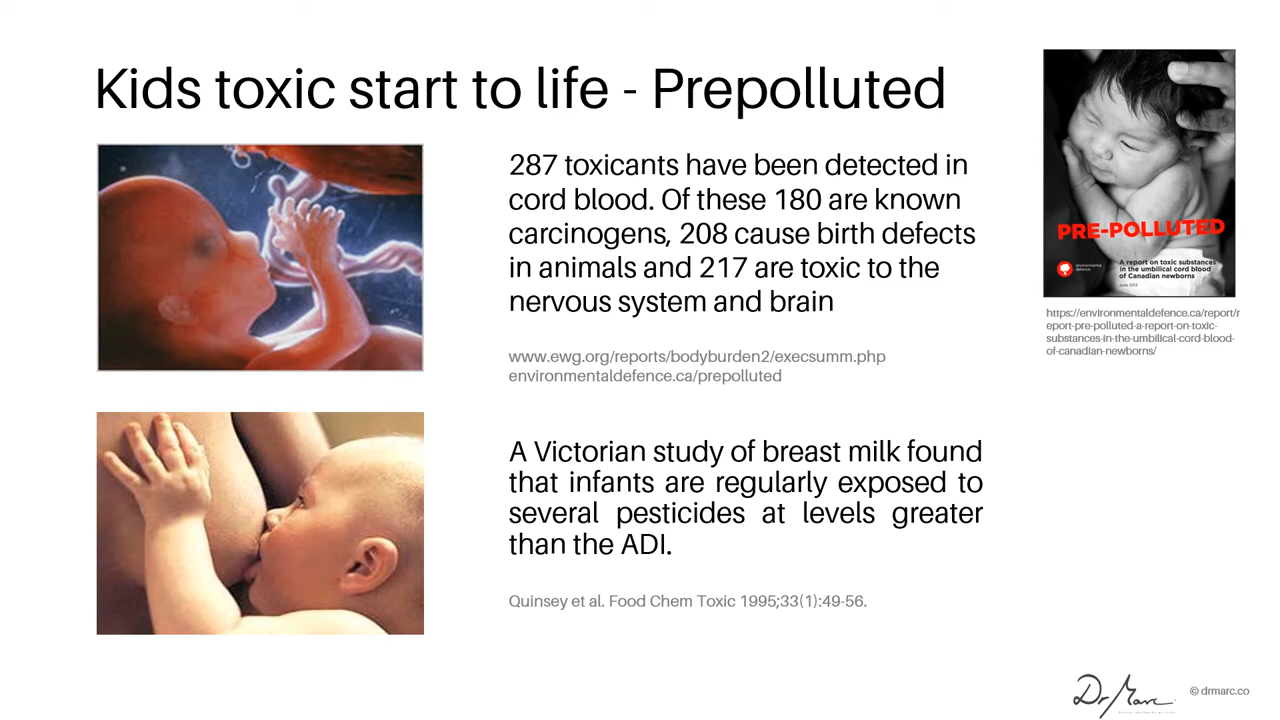 Kids toxic start to life - Prepolluted
287 toxicants have been detected in
cord blood. Of these 180 are known
carcinogens, 208 cause birth defects
in animals and 217 are toxic to the
nervous system and brain
www.ewg.org/reports/bodyburden2/execsumm.php
environmentaldefence.ca/prepolluted
A Victorian study of breast milk found
that infants are regularly exposed to
several pesticides at levels greater
than the ADI.
Quinsey et al. Food Chem Toxic 1995;33(1):49-56.
PRE-POLLUTED
environmental
defence
A report on toxic substances
in the umbilical cord blood
of Canadian newborns
June 2013
https://environmentaldefence.ca/report/r
eport-pre-polluted-a-report-on-toxic-
substances-in-the-umbilical-cord-blood-
of-canadian-newborns/
Dr Marc
© drmarc.co